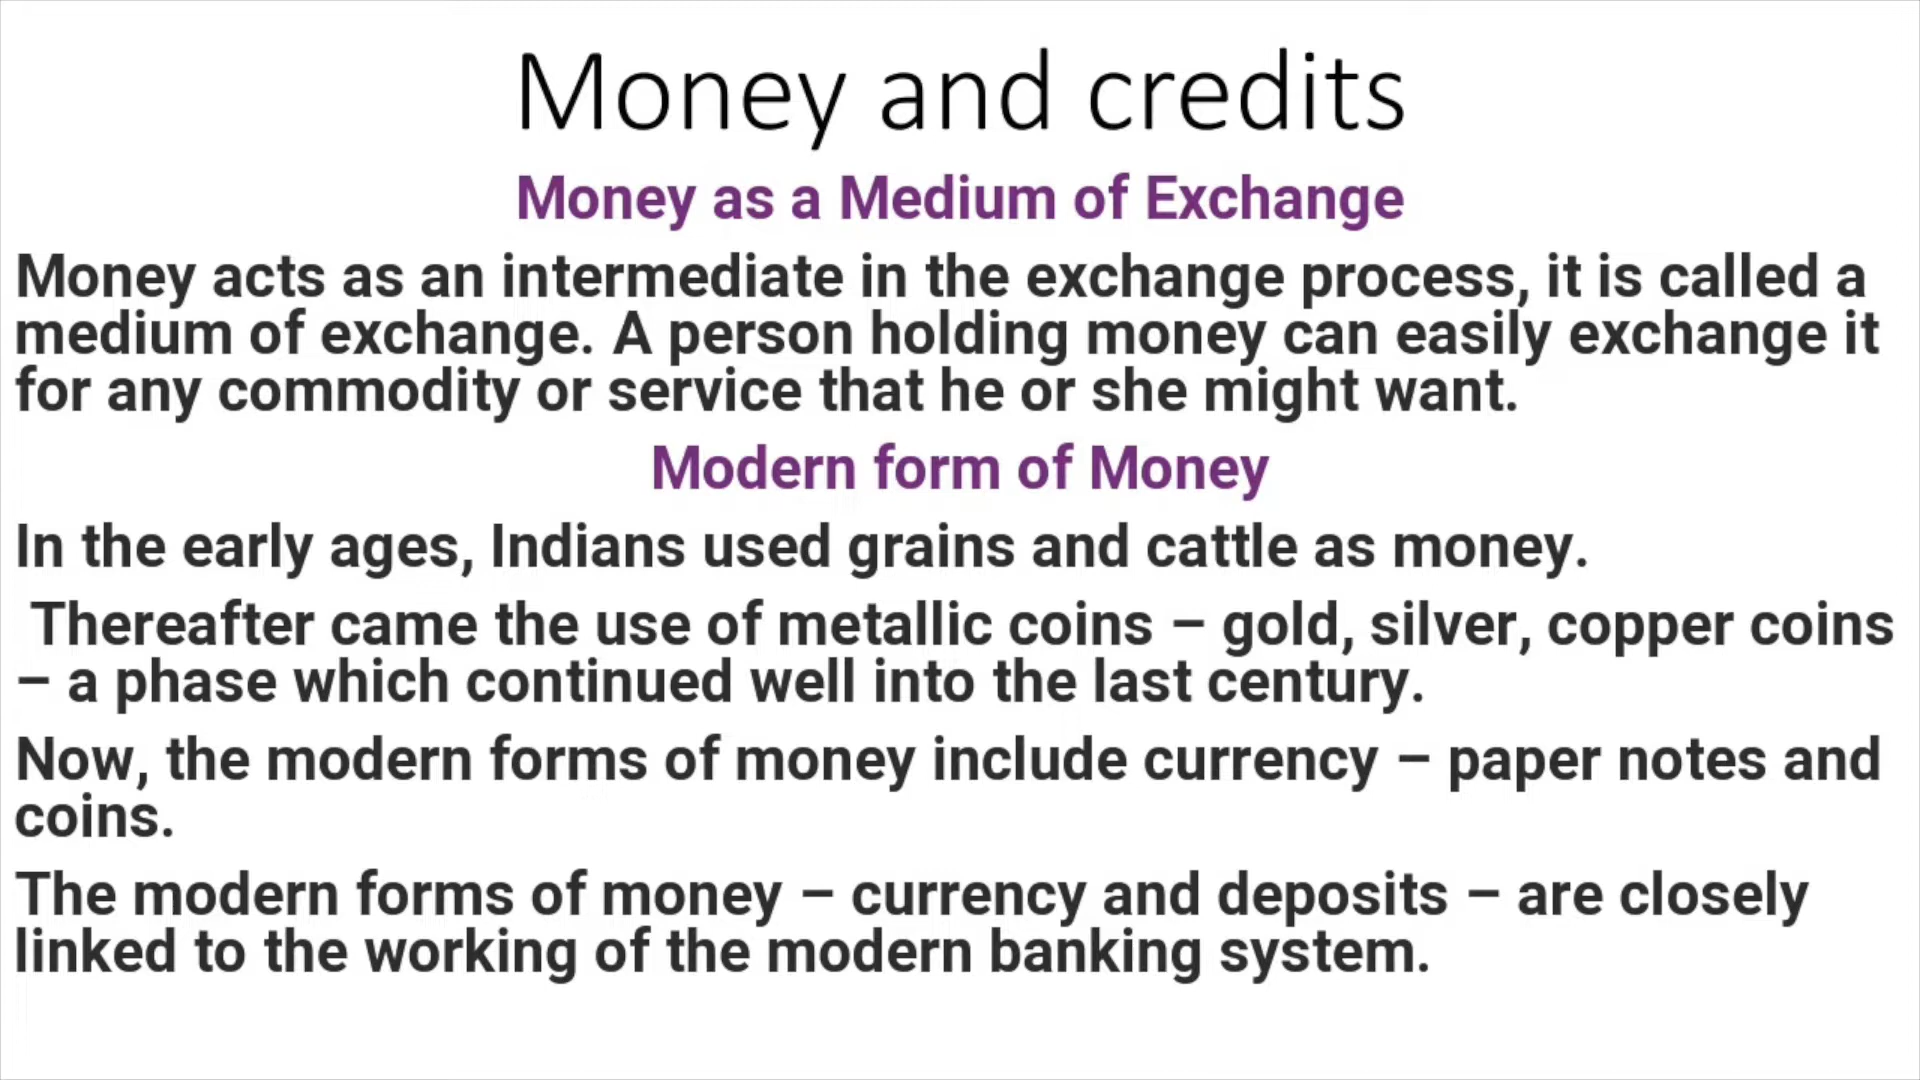 Money and credits
Money as a Medium of Exchange
Money acts as an intermediate in the exchange process, it is called a
medium of exchange. A person holding money can easily exchange it
for any commodity or service that he or she might want.
Modern form of Money
In the early ages, Indians used grains and cattle as money.
Thereafter came the use of metallic coins – gold, silver, copper coins
– a phase which continued well into the last century.
Now, the modern forms of money include currency – paper notes and
coins.
The modern forms of money – currency and deposits – are closely
linked to the working of the modern banking system.